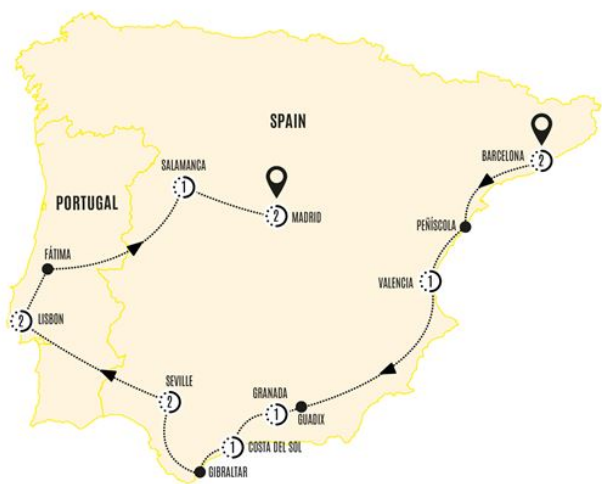 SPAIN
BARCELONA
2
SALAMANCA
1
PORTUGAL
2
MADRID
PEÑÍSCOLA
FÁTIMA
VALENCIA
1
2
LISBON
SEVILLE
2
GRANADA
1
GUADIX
1
COSTA DEL SOL
GIBRALTAR